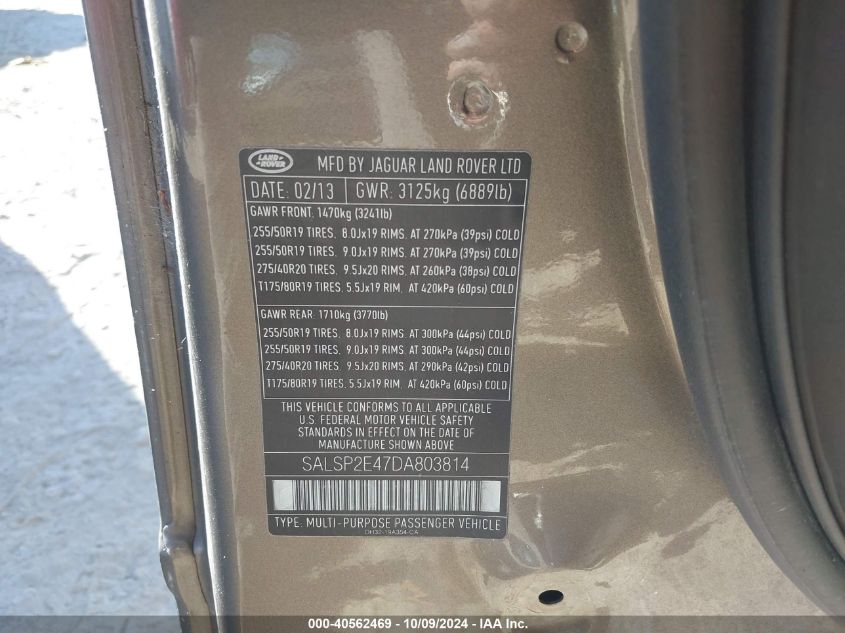 LAND ROVER
MFD BY JAGUAR LAND ROVER LTD
DATE: 02/13 GWR: 3125kg (6889lb)
GAWR FRONT: 1470kg (3241lb)
255/50R19 TIRES. 8.0Jx19 RIMS. AT 270kPa (39psi) COLD
255/50R19 TIRES. 9.0Jx19 RIMS. AT 270kPa (39psi) COLD
275/40R20 TIRES. 9.5Jx20 RIMS. AT 260kPa (38psi) COLD
T175/80R19 TIRES. 5.5Jx19 RIM. AT 420kPa (60psi) COLD
GAWR REAR: 1710kg (3770lb)
255/50R19 TIRES. 8.0Jx19 RIMS. AT 300kPa (44psi) COLD
255/50R19 TIRES. 9.0Jx19 RIMS. AT 300kPa (44psi) COLD
275/40R20 TIRES. 9.5Jx20 RIMS. AT 290kPa (42psi) COLD
T175/80R19 TIRES. 5.5Jx19 RIM. AT 420kPa (60psi) COLD
THIS VEHICLE CONFORMS TO ALL APPLICABLE
U.S. FEDERAL MOTOR VEHICLE SAFETY
STANDARDS IN EFFECT ON THE DATE OF
MANUFACTURE SHOWN ABOVE
SALSP2E47DA803814
TYPE: MULTI-PURPOSE PASSENGER VEHICLE
DH32-19A354-CA
000-40562469 - 10/09/2024 - IAA Inc.